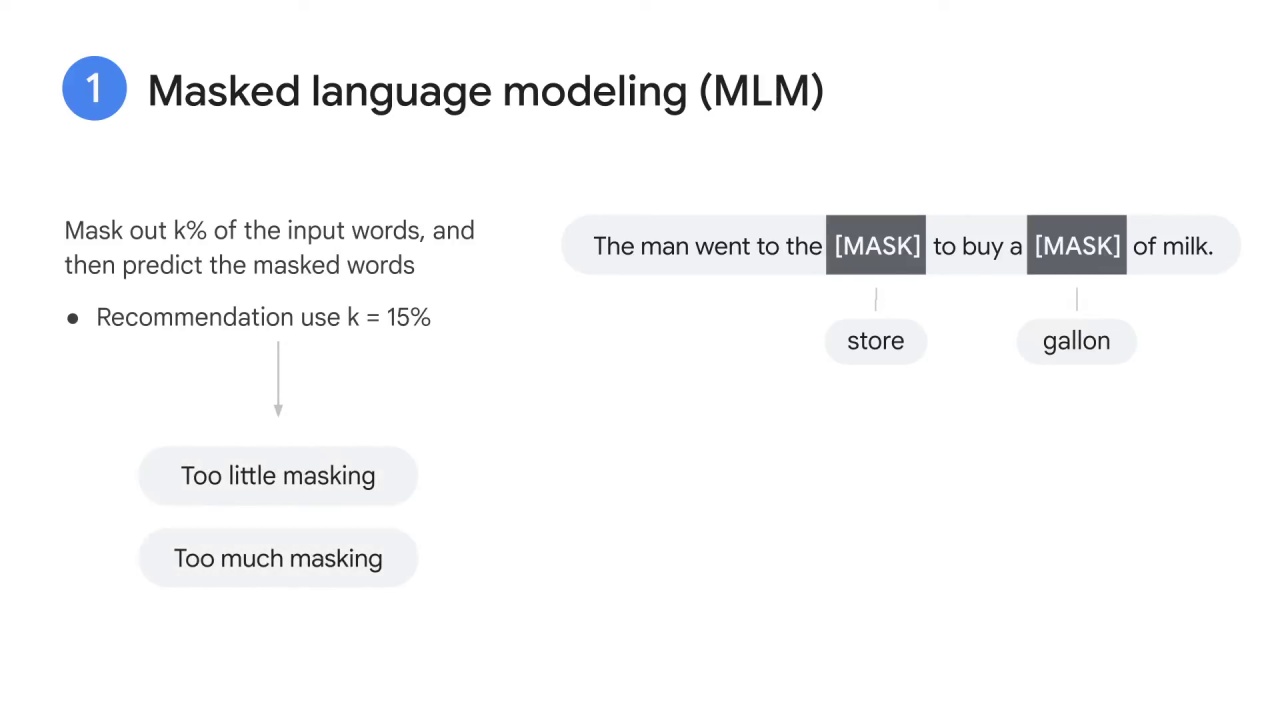 1 Masked language modeling (MLM)
Mask out k% of the input words, and
then predict the masked words
● Recommendation use k = 15%
Too little masking
Too much masking
The man went to the [MASK] to buy a [MASK] of milk.
store gallon